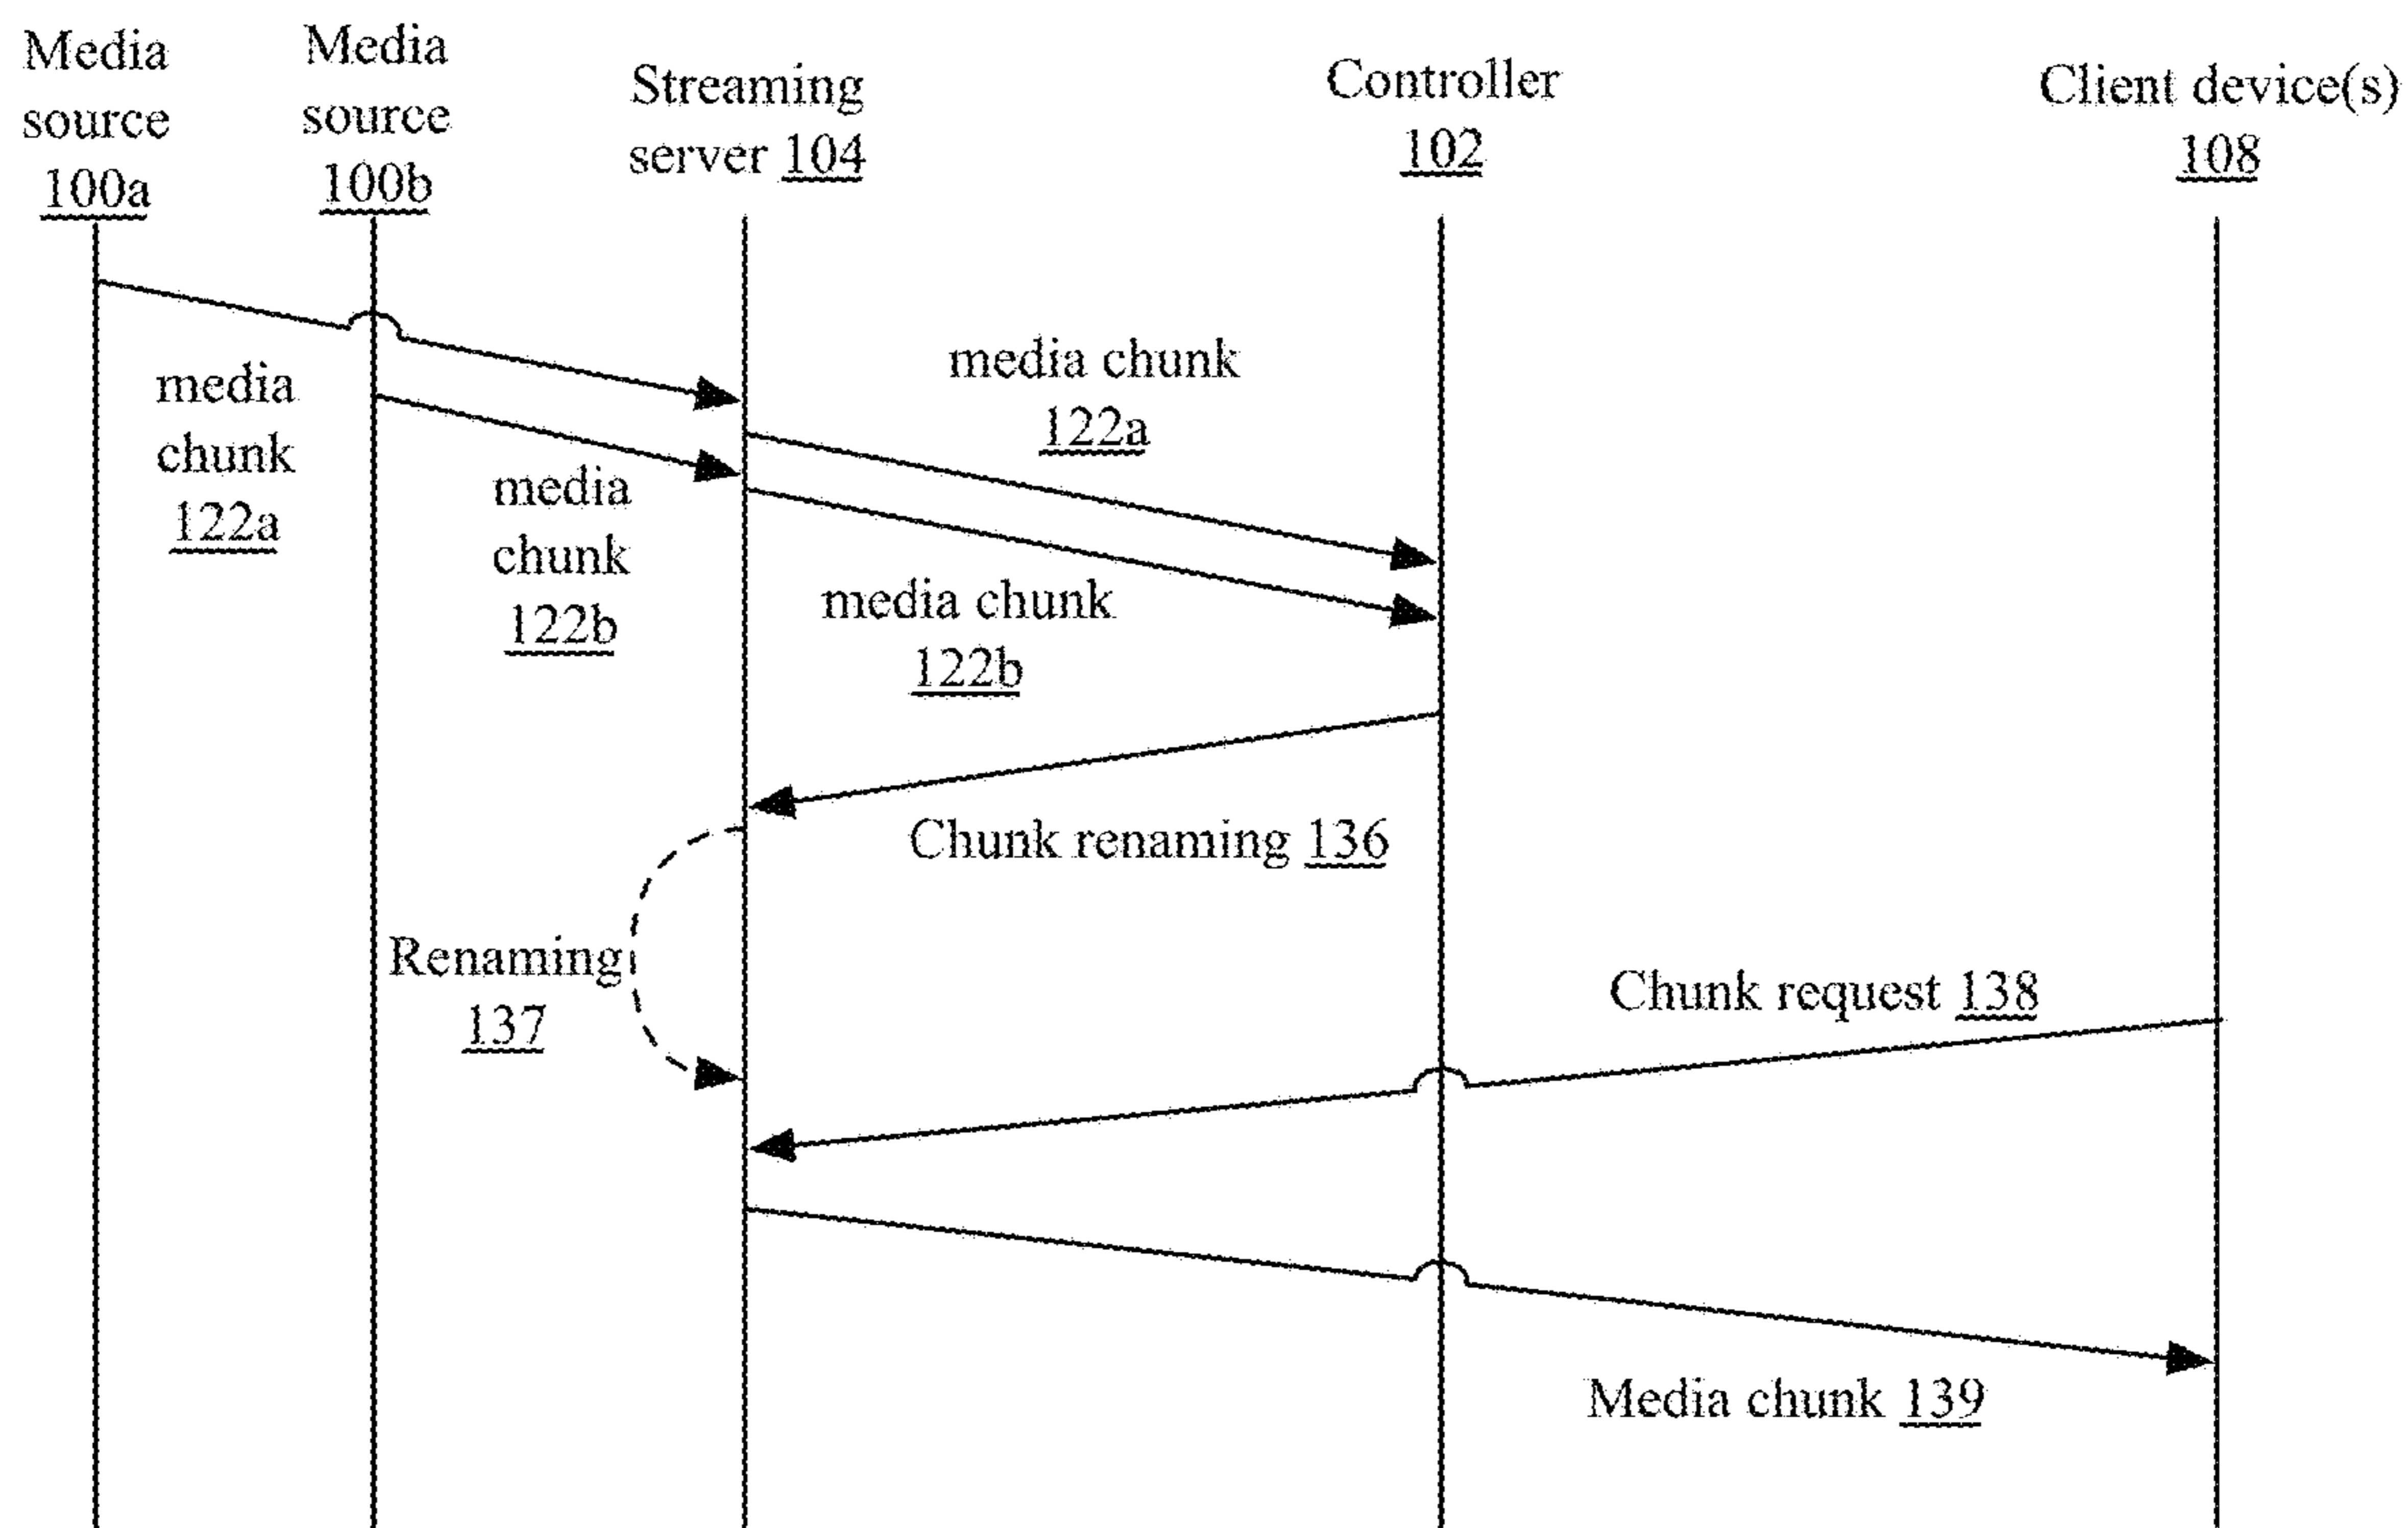 Media
source
100a
Media
source
100b
Streaming
server 104
Controller
102
Client device(s)
108
media
chunk
122a
media
chunk
122b
media chunk
122a
media chunk
122b
Chunk renaming 136
Renaming
137
Chunk request 138
Media chunk 139